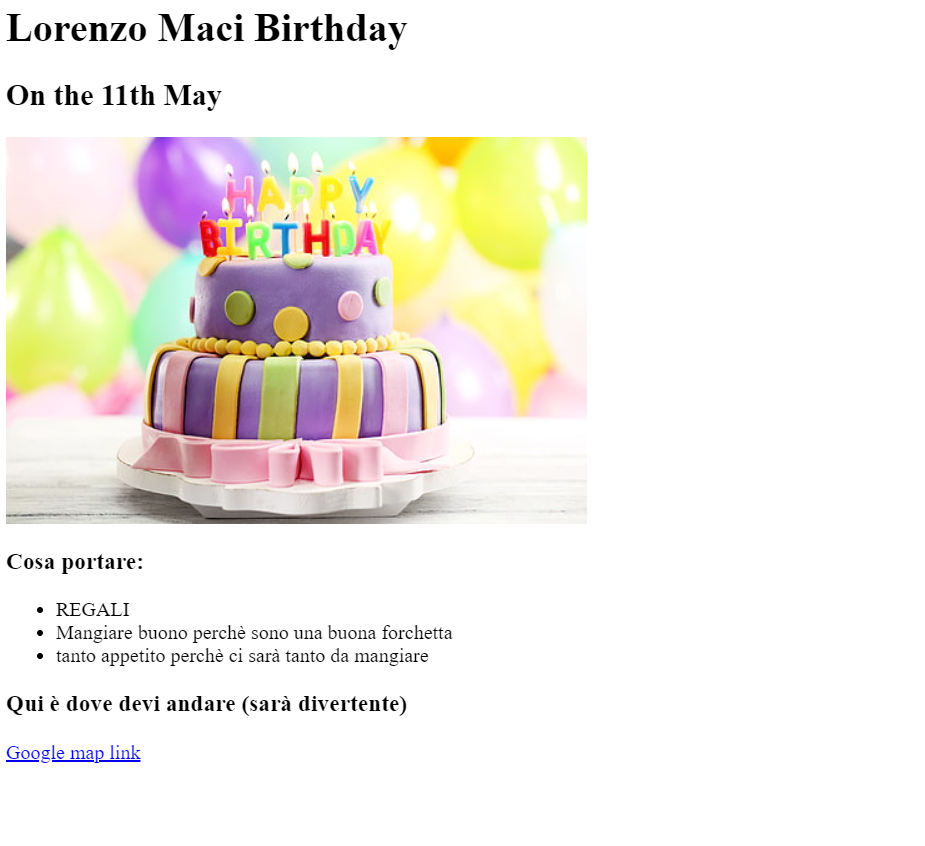 Lorenzo Maci Birthday
On the 11th May
HAPPY
BIRTHDAY
Cosa portare:
REGALI
Mangiare buono perchè sono una buona forchetta
tanto appetito perchè ci sarà tanto da mangiare
Qui è dove devi andare (sarà divertente)
Google map link